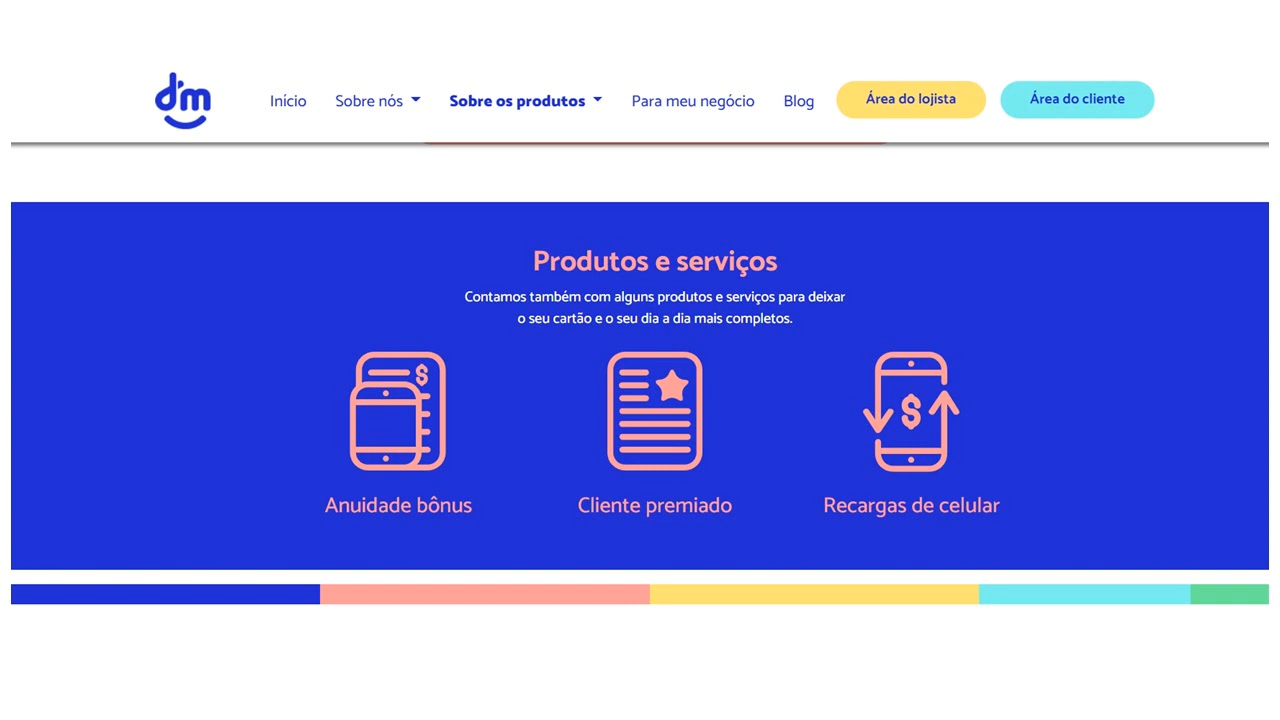 d'm
Início
Sobre nós
Sobre os produtos
Para meu negócio
Blog
Área do lojista
Área do cliente
Produtos e serviços
Contamos também com alguns produtos e serviços para deixar
o seu cartão e o seu dia a dia mais completos.
$
$
Anuidade bônus
Cliente premiado
Recargas de celular